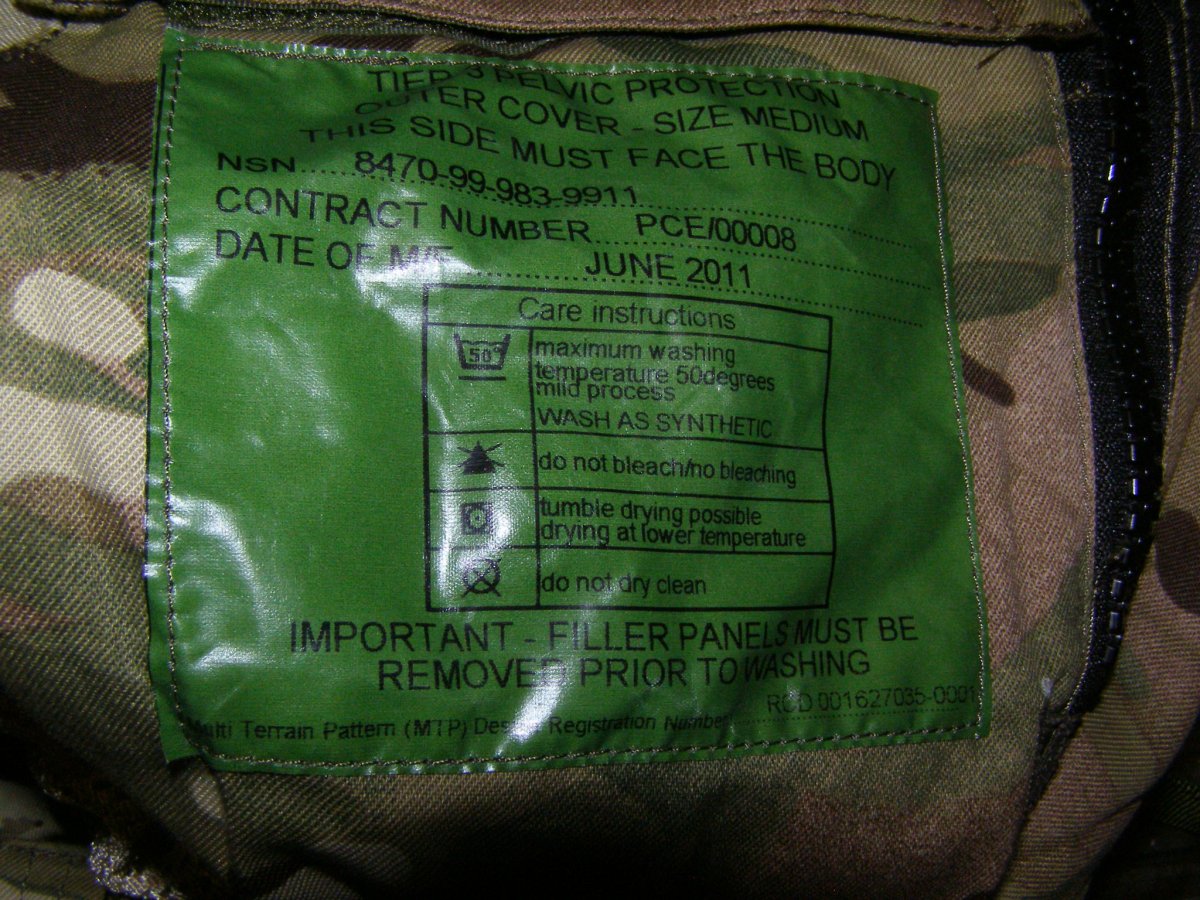 TIER 3 PELVIC PROTECTION
OUTER COVER - SIZE MEDIUM
THIS SIDE MUST FACE THE BODY
NSN 8470-99-983-9911
CONTRACT NUMBER PCE/00008
DATE OF M/F JUNE 2011
Care instructions
50°
maximum washing
temperature 50degrees
mild process
WASH AS SYNTHETIC
do not bleach/no bleaching
tumble drying possible
drying at lower temperature
do not dry clean
IMPORTANT - FILLER PANELS MUST BE
REMOVED PRIOR TO WASHING
RCD 001627035-0001
Multi Terrain Pattern (MTP) Design Registration Number